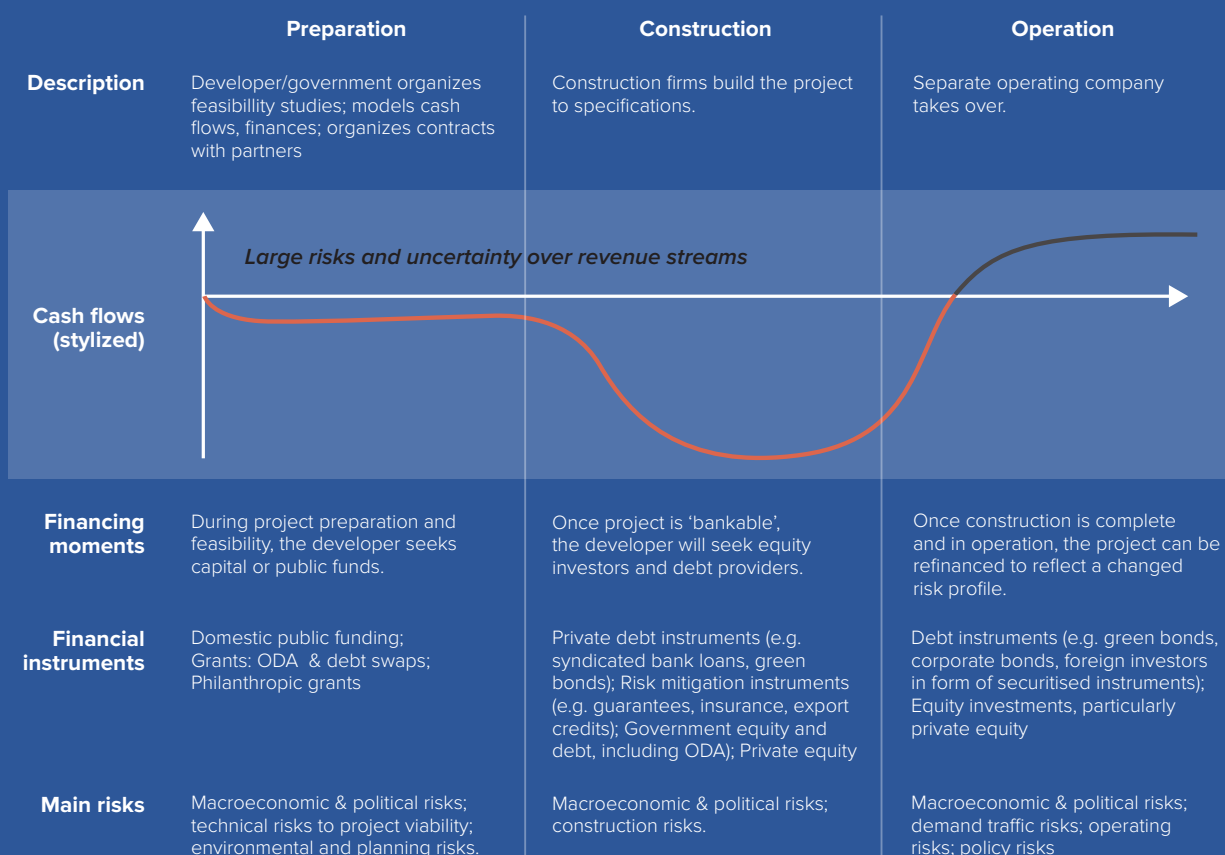 Preparation
Construction
Operation
Description
Developer/government organizes
feasibillity studies; models cash
flows, finances; organizes contracts
with partners
Construction firms build the project
to specifications.
Separate operating company
takes over.
Cash flows
(stylized)
Large risks and uncertainty over revenue streams
Financing
moments
During project preparation and
feasibility, the developer seeks
capital or public funds.
Once project is ‘bankable’,
the developer will seek equity
investors and debt providers.
Once construction is complete
and in operation, the project can be
refinanced to reflect a changed
risk profile.
Financial
instruments
Domestic public funding;
Grants: ODA & debt swaps;
Philanthropic grants
Private debt instruments (e.g.
syndicated bank loans, green
bonds); Risk mitigation instruments
(e.g. guarantees, insurance, export
credits); Government equity and
debt, including ODA); Private equity
Debt instruments (e.g. green bonds,
corporate bonds, foreign investors
in form of securitised instruments);
Equity investments, particularly
private equity
Main risks
Macroeconomic & political risks;
technical risks to project viability;
environmental and planning risks.
Macroeconomic & political risks;
construction risks.
Macroeconomic & political risks;
demand traffic risks; operating
risks; policy risks